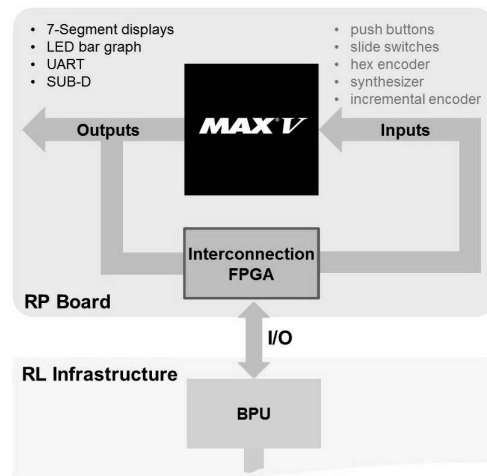 • 7-Segment displays
• LED bar graph
• UART
• SUB-D
• push buttons
• slide switches
• hex encoder
• synthesizer
• incremental encoder
Outputs
MAX V
Inputs
Interconnection
FPGA
RP Board
I/O
RL Infrastructure
BPU